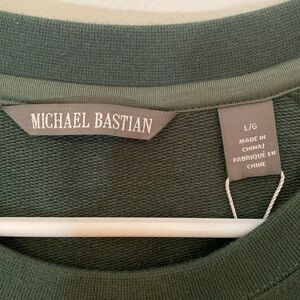 MICHAEL BASTIAN
L/G
MADE IN
CHINA/
FABRIQUÉ EN
CHINE